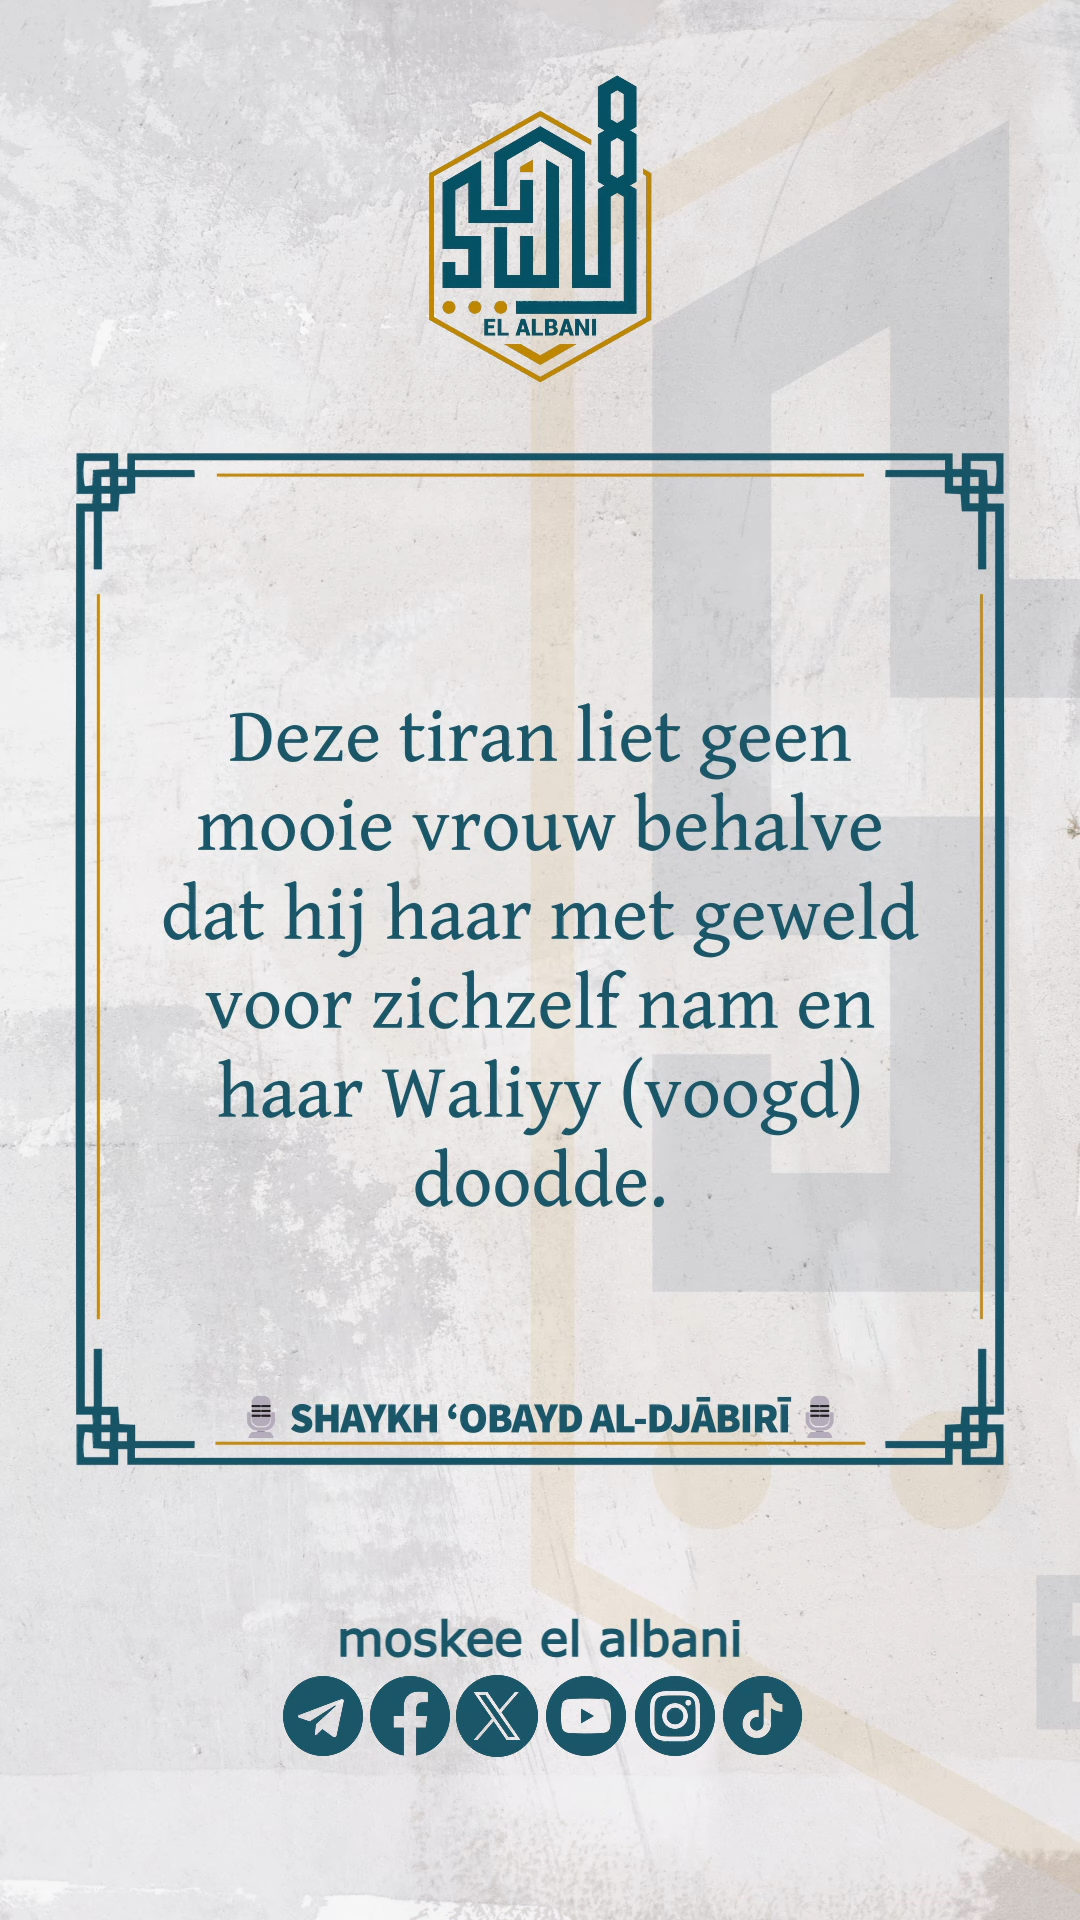 EL ALBANI
Deze tiran liet geen
mooie vrouw behalve
dat hij haar met geweld
voor zichzelf nam en
haar Waliyy (voogd)
doodde.
SHAYKH ‘OBAYD AL-DJĀBIRĪ
moskee el albani